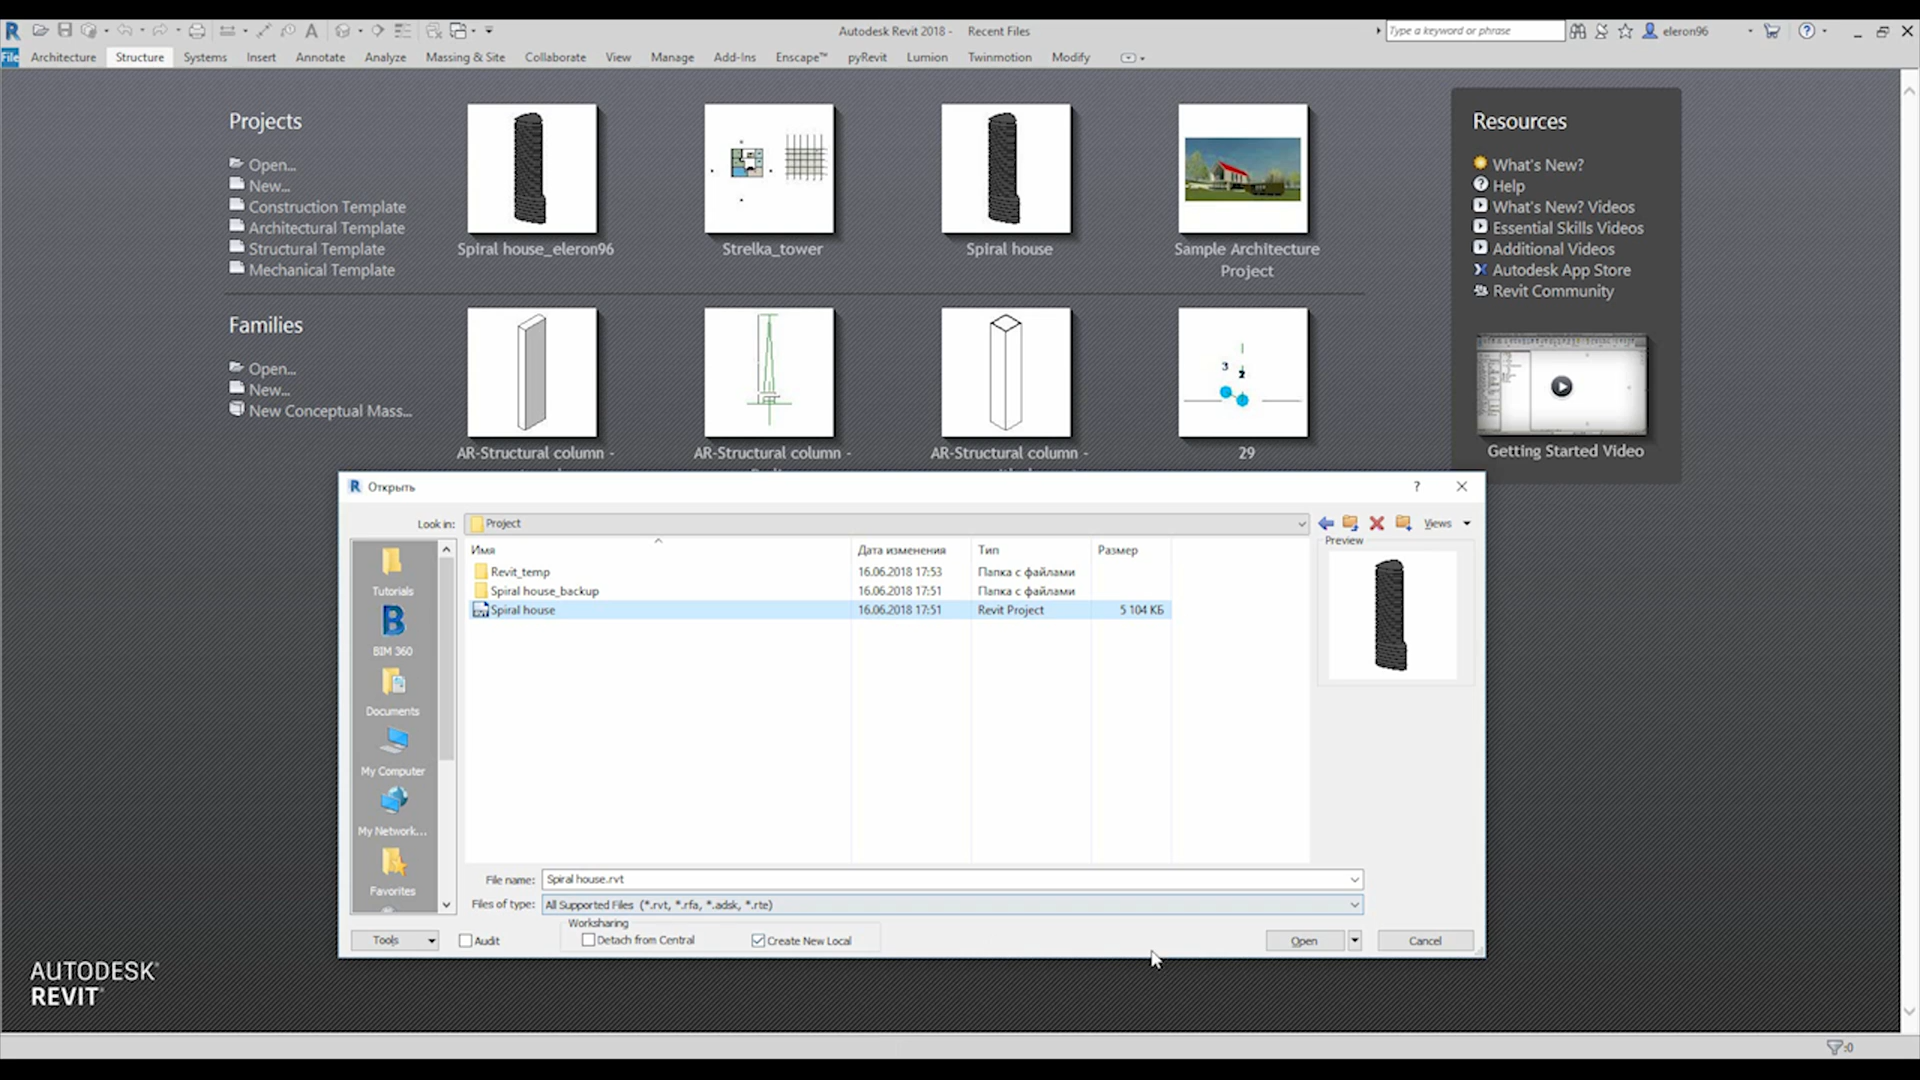 Autodesk Revit 2018 - Recent Files
Type a keyword or phrase
eleron96
File Architecture Structure Systems Insert Annotate Analyze Massing & Site Collaborate View Manage Add-Ins Enscape™ pyRevit Lumion Twinmotion Modify
Projects
Open...
New...
Construction Template
Architectural Template
Structural Template
Mechanical Template
Spiral house_eleron96
Strelka_tower
Spiral house
Sample Architecture
Project
Resources
What's New?
Help
What's New? Videos
Essential Skills Videos
Additional Videos
Autodesk App Store
Revit Community
Getting Started Video
Families
Open...
New...
New Conceptual Mass...
3
2
AR-Structural column -
AR-Structural column -
AR-Structural column -
29
Открыть
Look in: Project
Views
Preview
Имя Дата изменения Тип Размер
Revit_temp 16.06.2018 17:53 Папка с файлами
Spiral house_backup 16.06.2018 17:51 Папка с файлами
Spiral house 16.06.2018 17:51 Revit Project 5 104 КБ
Tutorials
BIM 360
Documents
My Computer
My Network...
Favorites
File name: Spiral house.rvt
Files of type: All Supported Files (*.rvt, *.rfa, *.adsk, *.rte)
Worksharing
Tools Audit Detach from Central Create New Local Open Cancel
AUTODESK®
REVIT®
:0